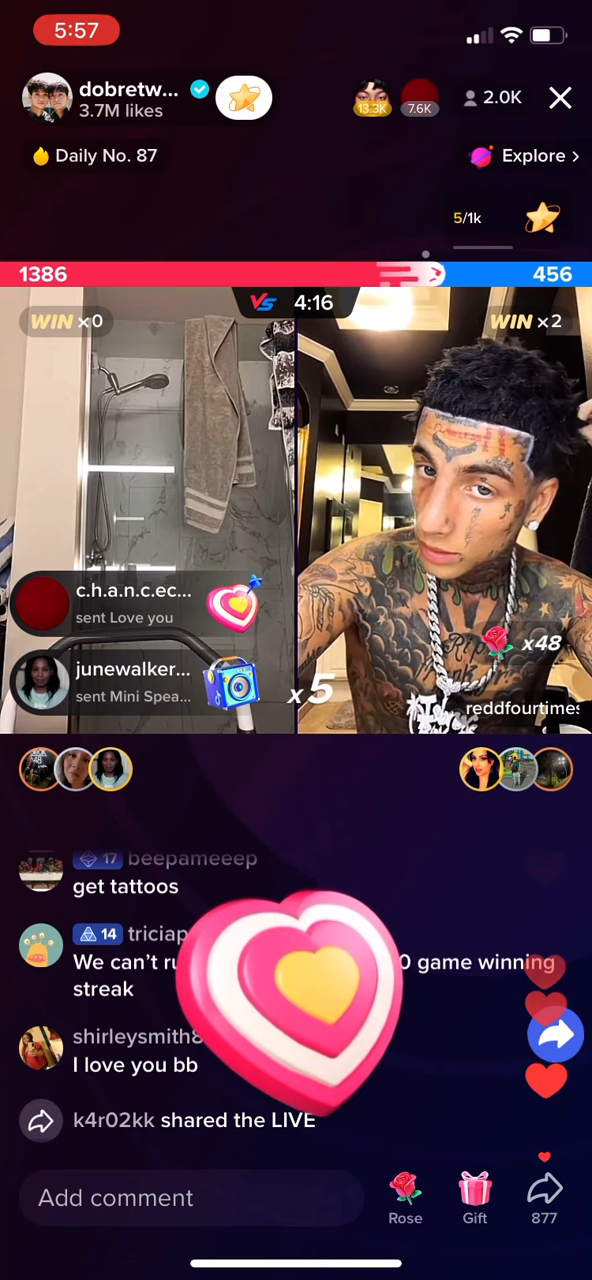 5:57
dobretw...
3.7M likes
13.3K
7.6K
2.0K
Daily No. 87
Explore >
5/1k
1386
456
VS 4:16
WIN x0
WIN x2
c.h.a.n.c.ec...
sent Love you
x48
junewalker...
sent Mini Spea...
x5
reddfourtimes
17 beepameeep
get tattoos
14 triciap
We can't ru
0 game winning
streak
shirleysmith8
I love you bb
k4r02kk shared the LIVE
Add comment
Rose
Gift
877